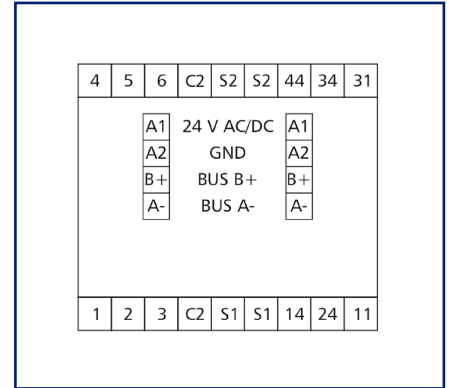 4 5 6 C2 S2 S2 44 34 31
A1 24 V AC/DC A1
A2 GND A2
B+ BUS B+ B+
A- BUS A- A-
1 2 3 C2 S1 S1 14 24 11